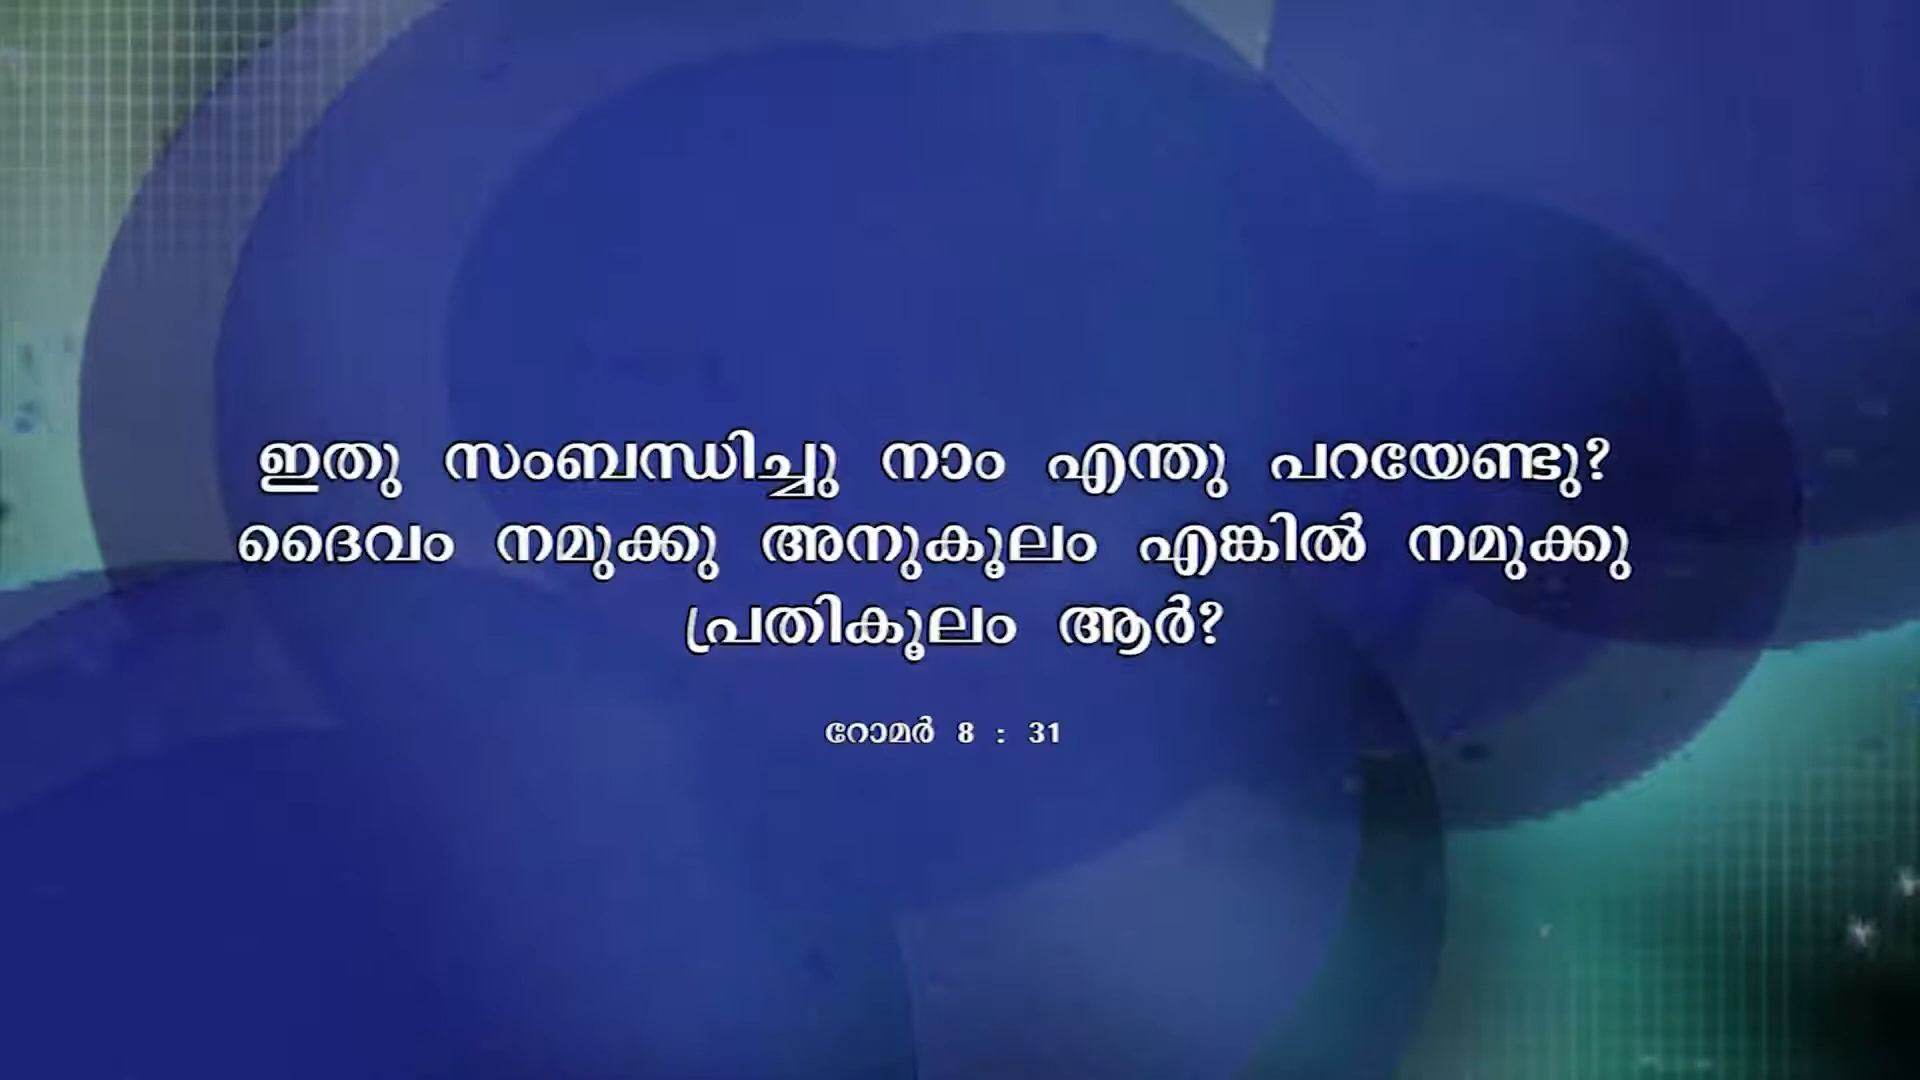 ഇതു സംബന്ധിച്ചു നാം എന്തു പറയേണ്ടു?
ദൈവം നമുക്കു അനുകൂലം എങ്കിൽ നമുക്കു
പ്രതികൂലം ആർ?
റോമർ 8 : 31